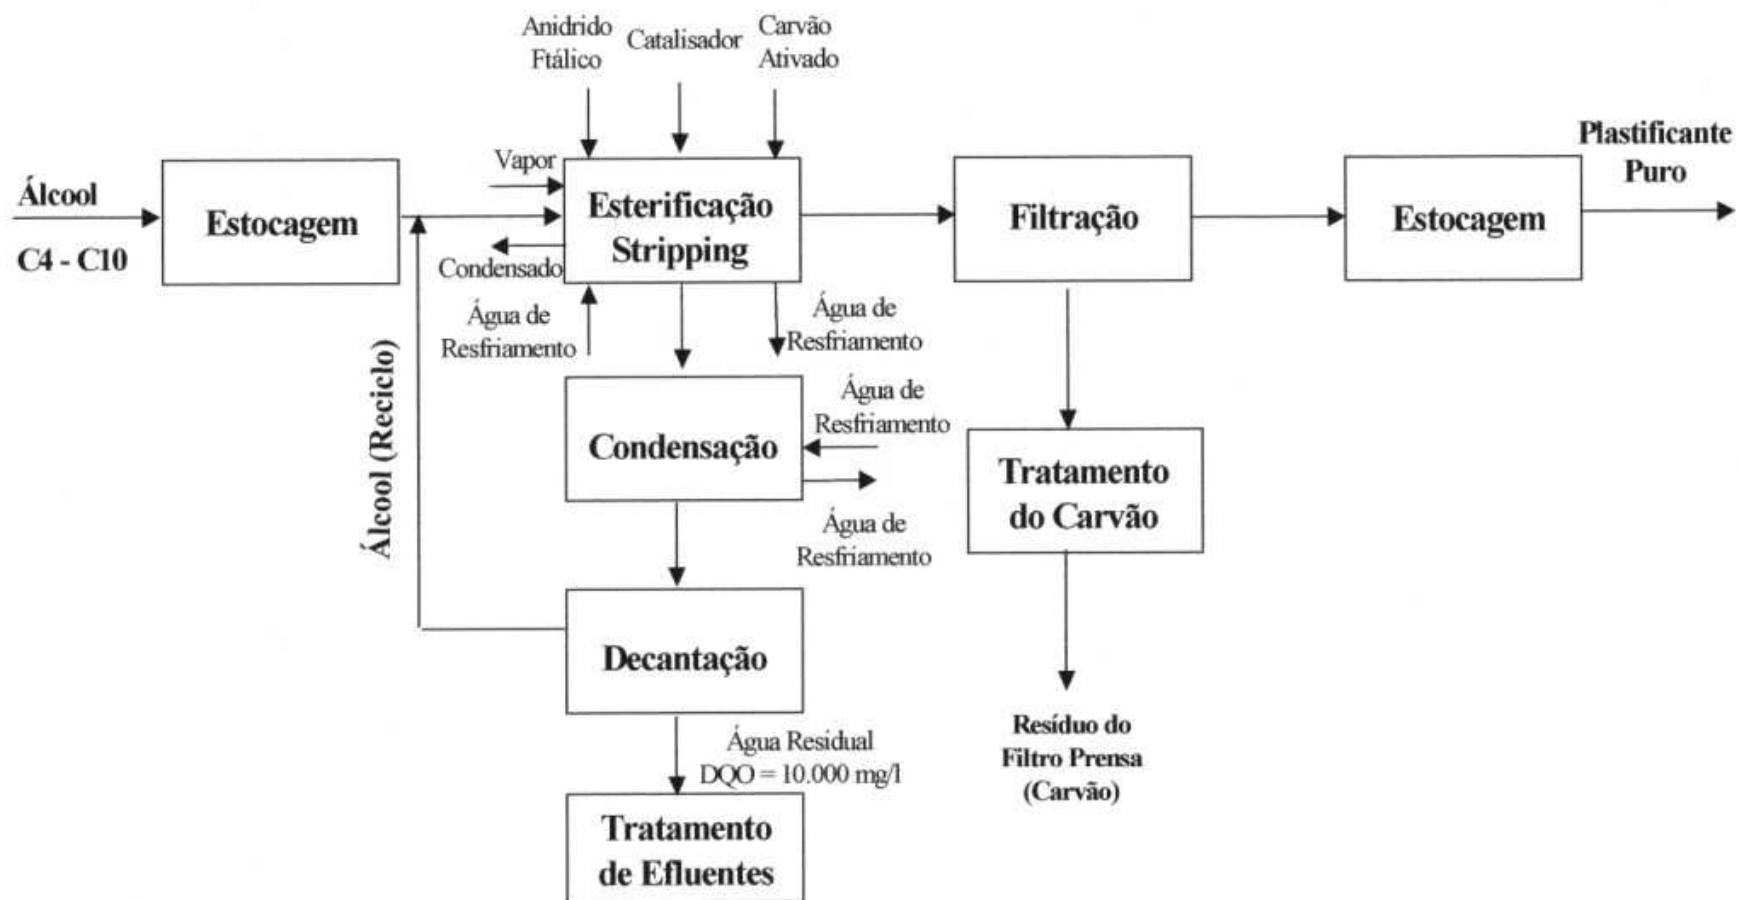 Anidrido
Ftálico
Catalisador
Carvão
Ativado
Plastificante
Puro
Álcool
C4 - C10
Estocagem
Vapor
Condensado
Esterificação
Stripping
Filtração
Estocagem
Água de
Resfriamento
Água de
Resfriamento
Álcool (Reciclo)
Condensação
Água de
Resfriamento
Água de
Resfriamento
Tratamento
do Carvão
Decantação
Resíduo do
Filtro Prensa
(Carvão)
Água Residual
DQO = 10.000 mg/l
Tratamento
de Efluentes